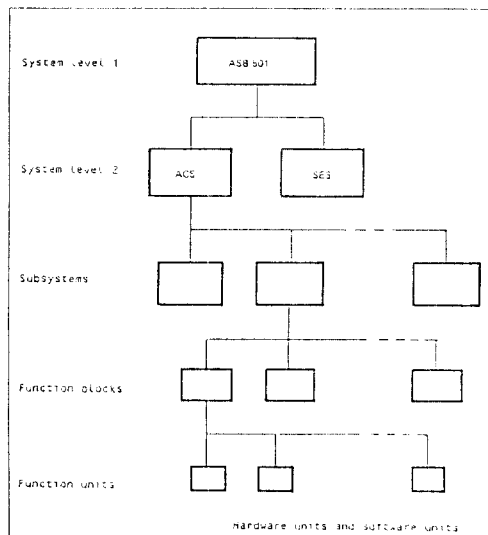 System level 1
ASB 501
System level 2
ACS
SES
Subsystems
Function blocks
Function units
Hardware units and software units